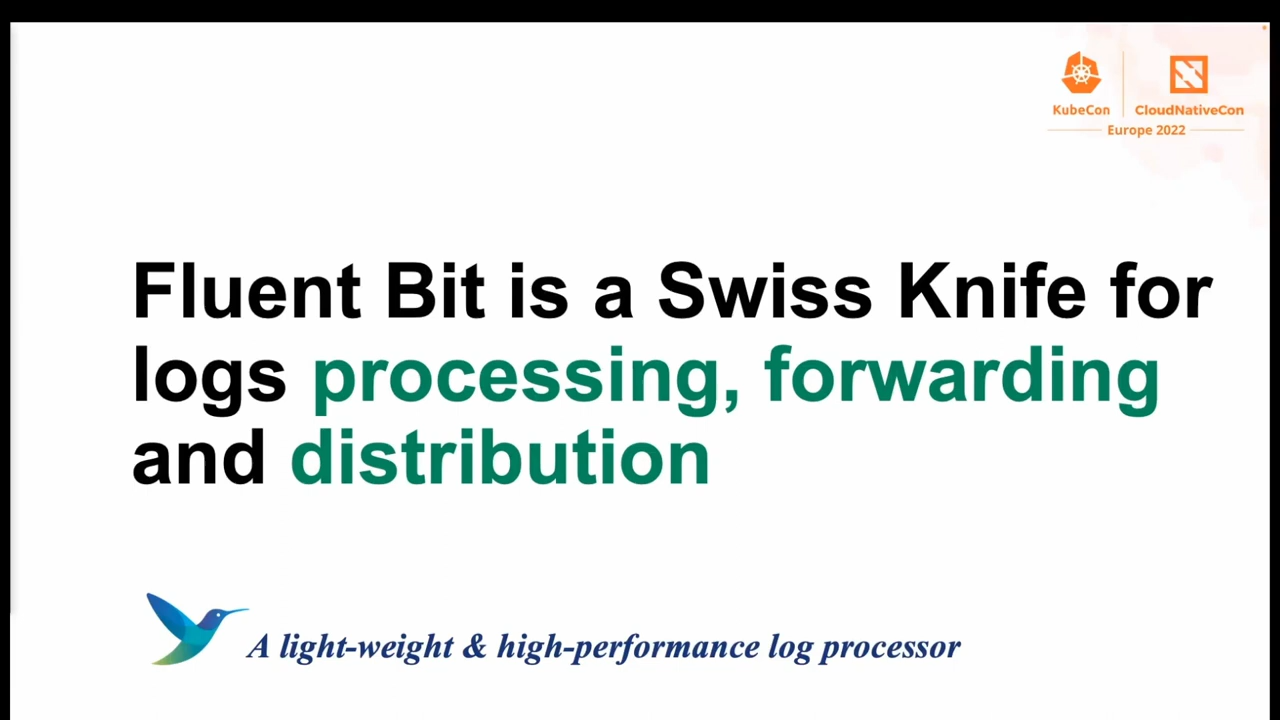 KubeCon
CloudNativeCon
Europe 2022
Fluent Bit is a Swiss Knife for
logs processing, forwarding
and distribution
A light-weight & high-performance log processor